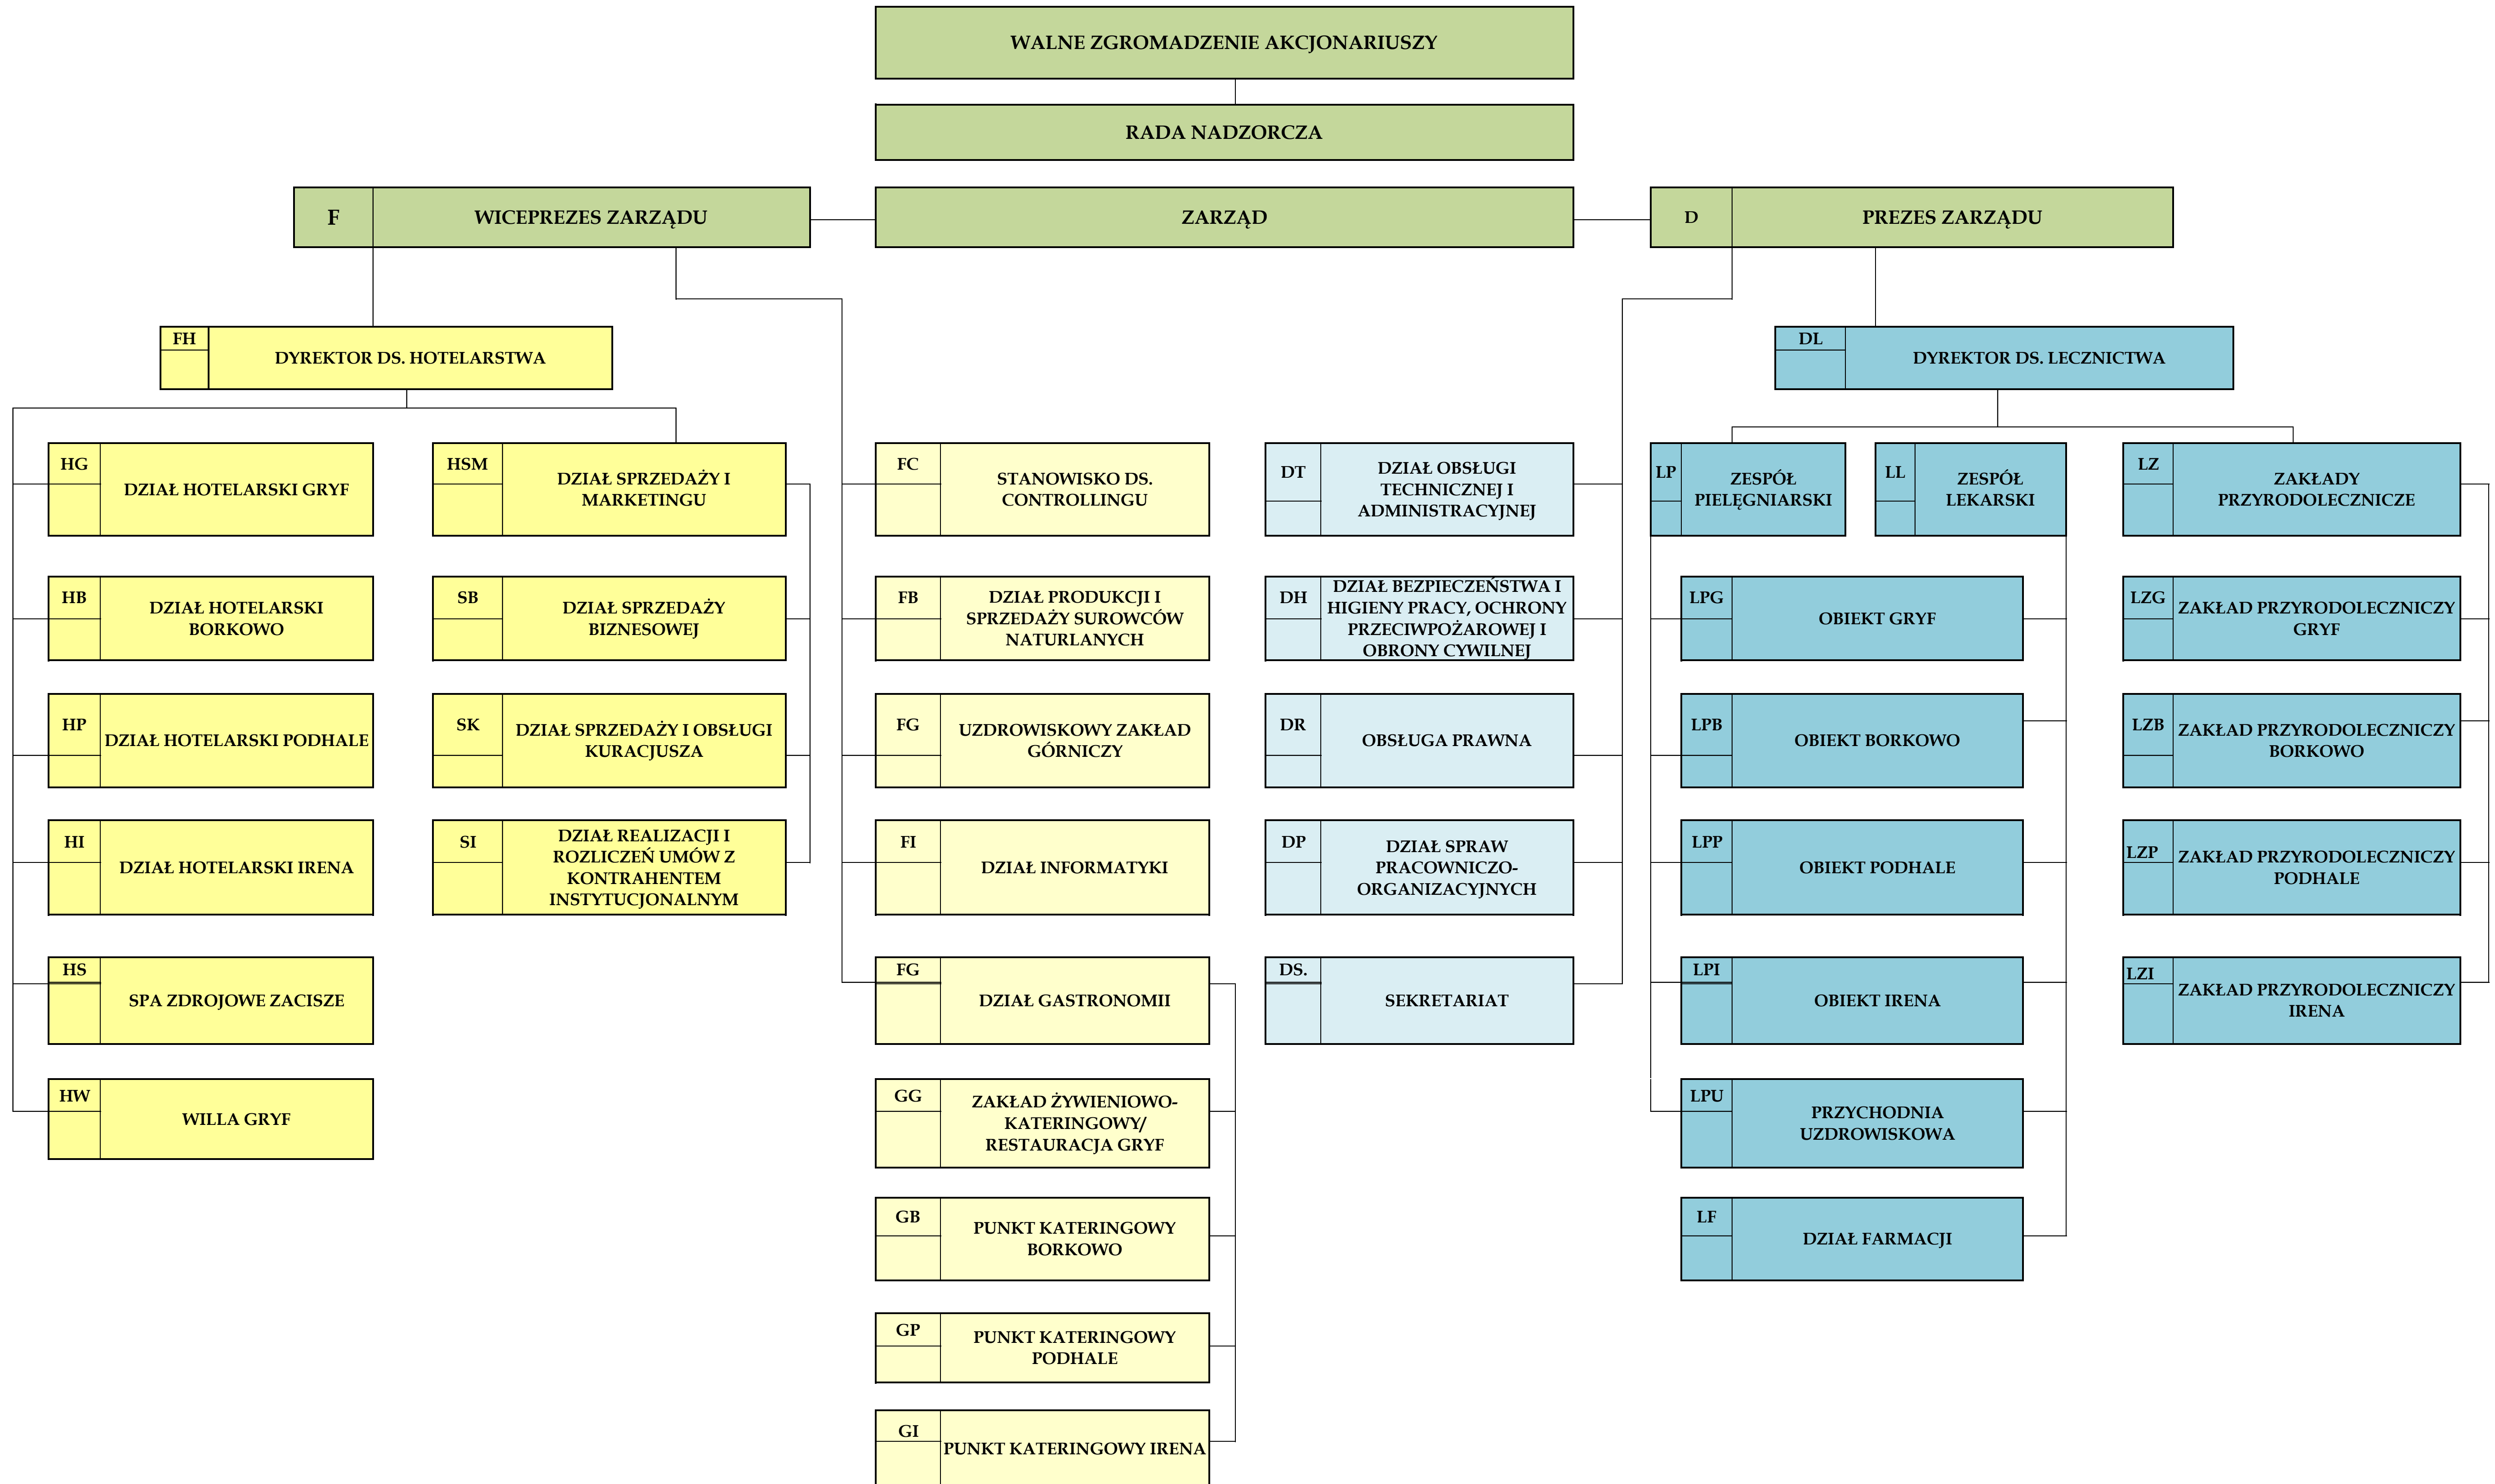 WALNE ZGROMADZENIE AKCJONARIUSZY
RADA NADZORCZA
F
WICEPREZES ZARZĄDU
ZARZĄD
D
PREZES ZARZĄDU
FH
DYREKTOR DS. HOTELARSTWA
DL
DYREKTOR DS. LECZNICTWA
HG
DZIAŁ HOTELARSKI GRYF
HB
DZIAŁ HOTELARSKI
BORKOWO
HP
DZIAŁ HOTELARSKI PODHALE
HI
DZIAŁ HOTELARSKI IRENA
HS
SPA ZDROJOWE ZACISZE
HW
WILLA GRYF
HSM
DZIAŁ SPRZEDAŻY I
MARKETINGU
SB
DZIAŁ SPRZEDAŻY
BIZNESOWEJ
SK
DZIAŁ SPRZEDAŻY I OBSŁUGI
KURACJUSZA
SI
DZIAŁ REALIZACJI I
ROZLICZEŃ UMÓW Z
KONTRAHENTEM
INSTYTUCJONALNYM
FC
STANOWISKO DS.
CONTROLLINGU
FB
DZIAŁ PRODUKCJI I
SPRZEDAŻY SUROWCÓW
NATURLANYCH
FG
UZDROWISKOWY ZAKŁAD
GÓRNICZY
FI
DZIAŁ INFORMATYKI
FG
DZIAŁ GASTRONOMII
GG
ZAKŁAD ŻYWIENIOWO-
KATERINGOWY/
RESTAURACJA GRYF
GB
PUNKT KATERINGOWY
BORKOWO
GP
PUNKT KATERINGOWY
PODHALE
GI
PUNKT KATERINGOWY IRENA
DT
DZIAŁ OBSŁUGI
TECHNICZNEJ I
ADMINISTRACYJNEJ
DH
DZIAŁ BEZPIECZEŃSTWA I
HIGIENY PRACY, OCHRONY
PRZECIWPOŻAROWEJ I
OBRONY CYWILNEJ
DR
OBSŁUGA PRAWNA
DP
DZIAŁ SPRAW
PRACOWNICZO-
ORGANIZACYJNYCH
DS.
SEKRETARIAT
LP
ZESPÓŁ
PIELĘGNIARSKI
LL
ZESPÓŁ
LEKARSKI
LPG
OBIEKT GRYF
LPB
OBIEKT BORKOWO
LPP
OBIEKT PODHALE
LPI
OBIEKT IRENA
LPU
PRZYCHODNIA
UZDROWISKOWA
LF
DZIAŁ FARMACJI
LZ
ZAKŁADY
PRZYRODOLECZNICZE
LZG
ZAKŁAD PRZYRODOLECZNICZY
GRYF
LZB
ZAKŁAD PRZYRODOLECZNICZY
BORKOWO
LZP
ZAKŁAD PRZYRODOLECZNICZY
PODHALE
LZI
ZAKŁAD PRZYRODOLECZNICZY
IRENA